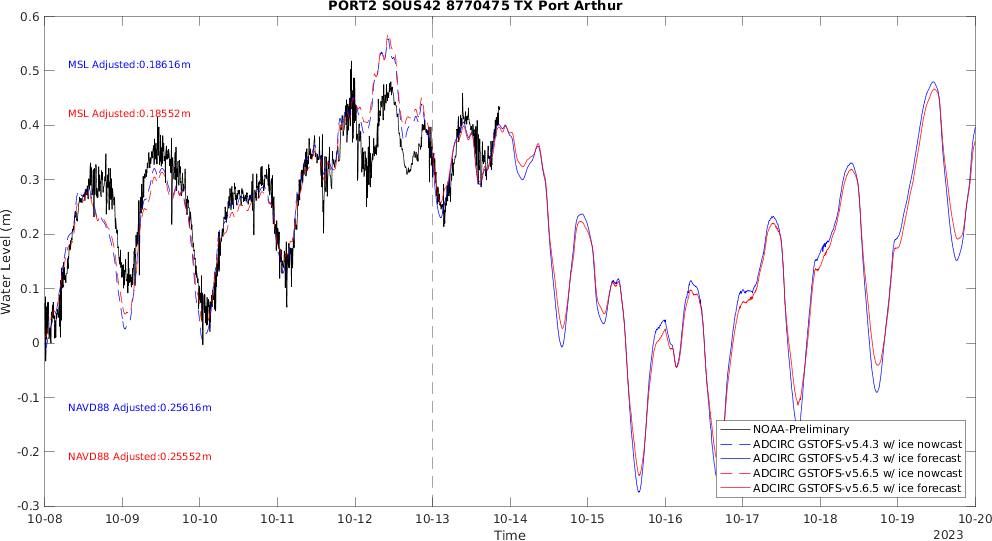 PORT2 SOUS42 8770475 TX Port Arthur
0.6
0.5
0.4
0.3
0.2
0.1
0
-0.1
-0.2
-0.3
Water Level (m)
MSL Adjusted:0.18616m
MSL Adjusted:0.18552m
NAVD88 Adjusted:0.25616m
NAVD88 Adjusted:0.25552m
NOAA-Preliminary
ADCIRC GSTOFS-v5.4.3 w/ ice nowcast
ADCIRC GSTOFS-v5.4.3 w/ ice forecast
ADCIRC GSTOFS-v5.6.5 w/ ice nowcast
ADCIRC GSTOFS-v5.6.5 w/ ice forecast
10-08 10-09 10-10 10-11 10-12 10-13 10-14 10-15 10-16 10-17 10-18 10-19 10-20
Time
2023